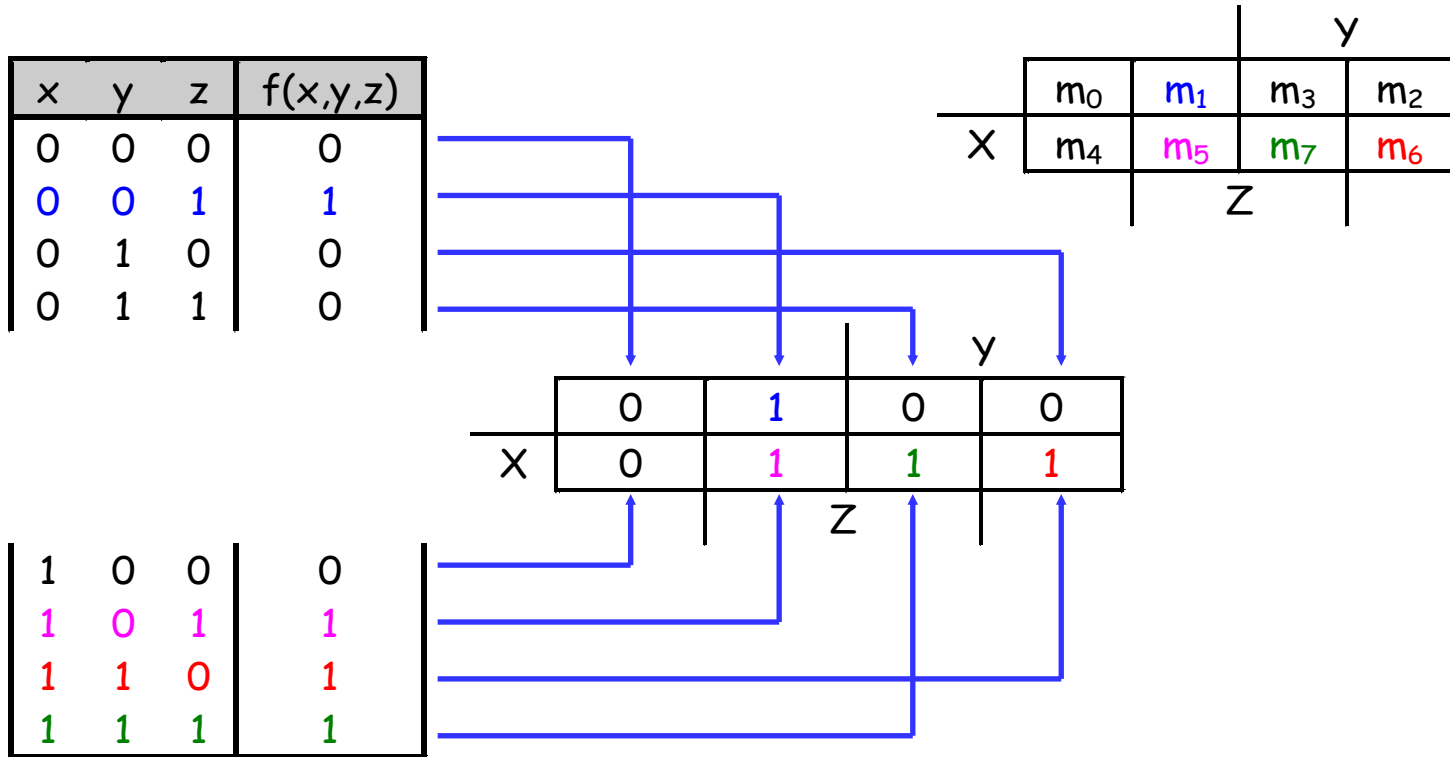 x y z f(x,y,z)
0 0 0 0
0 0 1 1
0 1 0 0
0 1 1 0
1 0 0 0
1 0 1 1
1 1 0 1
1 1 1 1
Y
0 1 0 0
X 0 1 1 1
Z
Y
m₀ m₁ m₃ m₂
X m₄ m₅ m₇ m₆
Z